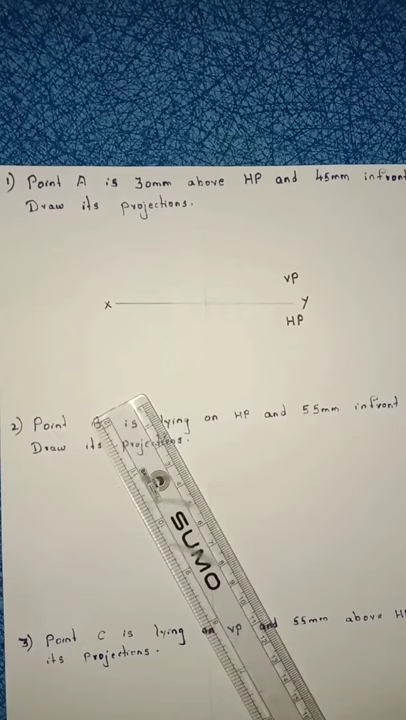 1) Point A is 30mm above HP and 45mm infront
Draw its projections.
VP
X Y
HP
2) Point is lying on HP and 55mm infront
Draw its projections.
SUMO
3) Point C is lying on VP and 55mm above HP
its projections.